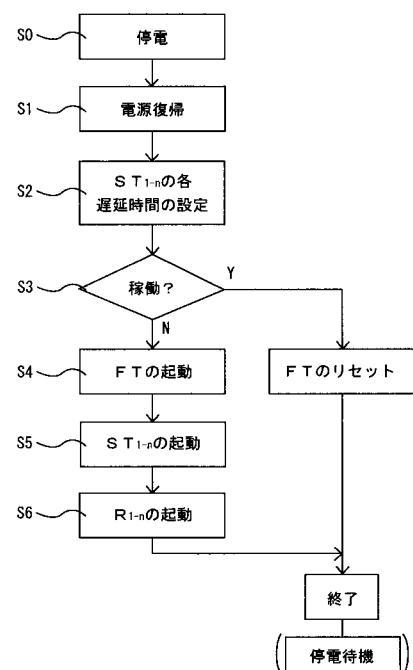 S0
停電
S1
電源復帰
S2
ST1-nの各
遅延時間の設定
S3
稼働?
Y
N
S4
FTの起動
FTのリセット
S5
ST1-nの起動
S6
R1-nの起動
終了
(停電待機)